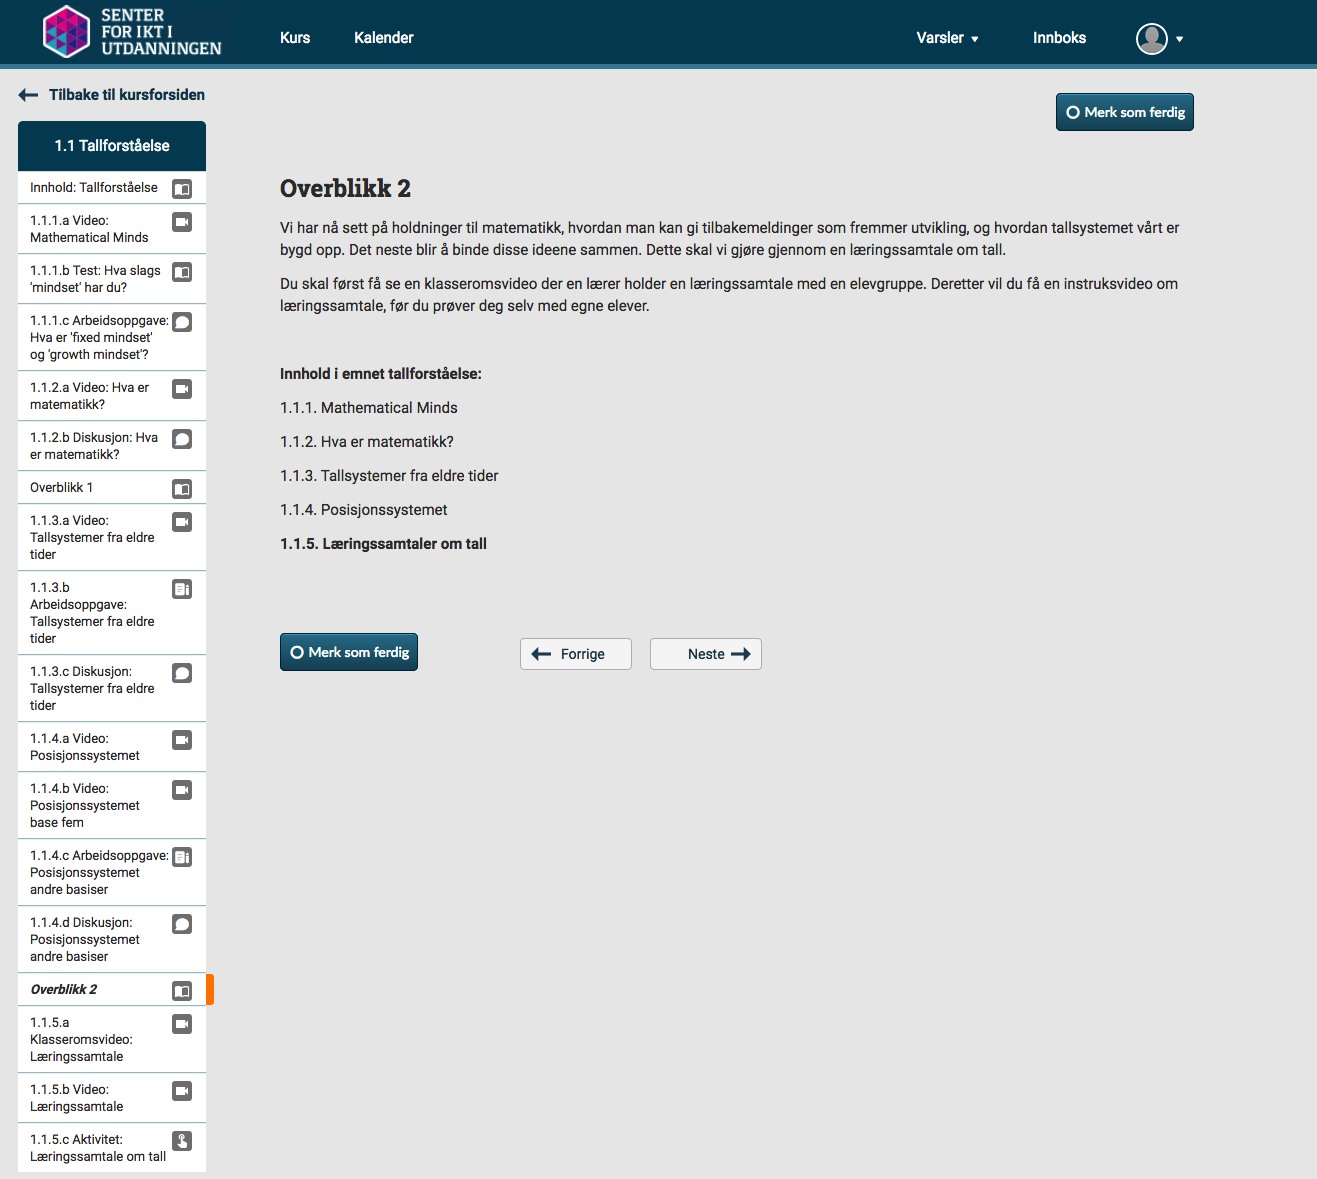 SENTER
FOR IKT I
UTDANNINGEN
Kurs
Kalender
Varsler
Innboks
Tilbake til kursforsiden
Merk som ferdig
1.1 Tallforståelse
Innhold: Tallforståelse
1.1.1.a Video:
Mathematical Minds
1.1.1.b Test: Hva slags
'mindset' har du?
1.1.1.c Arbeidsoppgave:
Hva er 'fixed mindset'
og 'growth mindset'?
1.1.2.a Video: Hva er
matematikk?
1.1.2.b Diskusjon: Hva
er matematikk?
Overblikk 1
1.1.3.a Video:
Tallsystemer fra eldre
tider
1.1.3.b
Arbeidsoppgave:
Tallsystemer fra eldre
tider
1.1.3.c Diskusjon:
Tallsystemer fra eldre
tider
1.1.4.a Video:
Posisjonssystemet
1.1.4.b Video:
Posisjonssystemet
base fem
1.1.4.c Arbeidsoppgave:
Posisjonssystemet
andre basiser
1.1.4.d Diskusjon:
Posisjonssystemet
andre basiser
Overblikk 2
1.1.5.a
Klasseromsvideo:
Læringssamtale
1.1.5.b Video:
Læringssamtale
1.1.5.c Aktivitet:
Læringssamtale om tall
Overblikk 2
Vi har nå sett på holdninger til matematikk, hvordan man kan gi tilbakemeldinger som fremmer utvikling, og hvordan tallsystemet vårt er
bygd opp. Det neste blir å binde disse ideene sammen. Dette skal vi gjøre gjennom en læringssamtale om tall.
Du skal først få se en klasseromsvideo der en lærer holder en læringssamtale med en elevgruppe. Deretter vil du få en instruksvideo om
læringssamtale, før du prøver deg selv med egne elever.
Innhold i emnet tallforståelse:
1.1.1. Mathematical Minds
1.1.2. Hva er matematikk?
1.1.3. Tallsystemer fra eldre tider
1.1.4. Posisjonssystemet
1.1.5. Læringssamtaler om tall
Merk som ferdig
Forrige
Neste